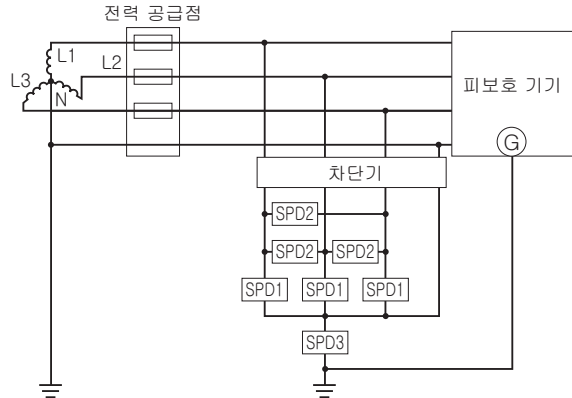 전력 공급점
L1
L2
L3
N
피보호 기기
G
차단기
SPD2
SPD2 SPD2
SPD1 SPD1 SPD1
SPD3